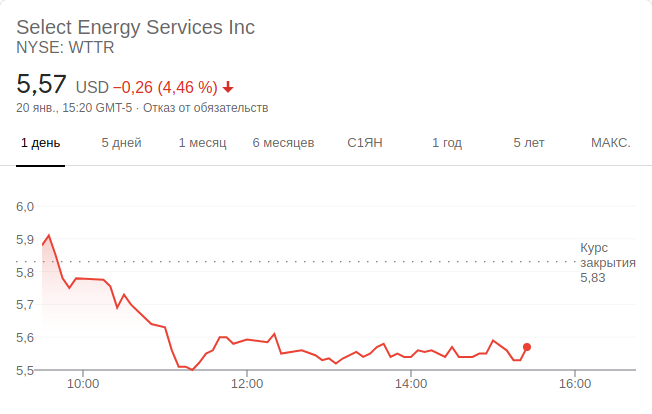 Select Energy Services Inc
NYSE: WTTR
5,57 USD −0,26 (4,46 %)
20 янв., 15:20 GMT-5 · Отказ от обязательств
1 день 5 дней 1 месяц 6 месяцев С1ЯН 1 год 5 лет МАКС.
6,0
5,9
Курс
закрытия
5,83
5,8
5,7
5,6
5,5
10:00 12:00 14:00 16:00